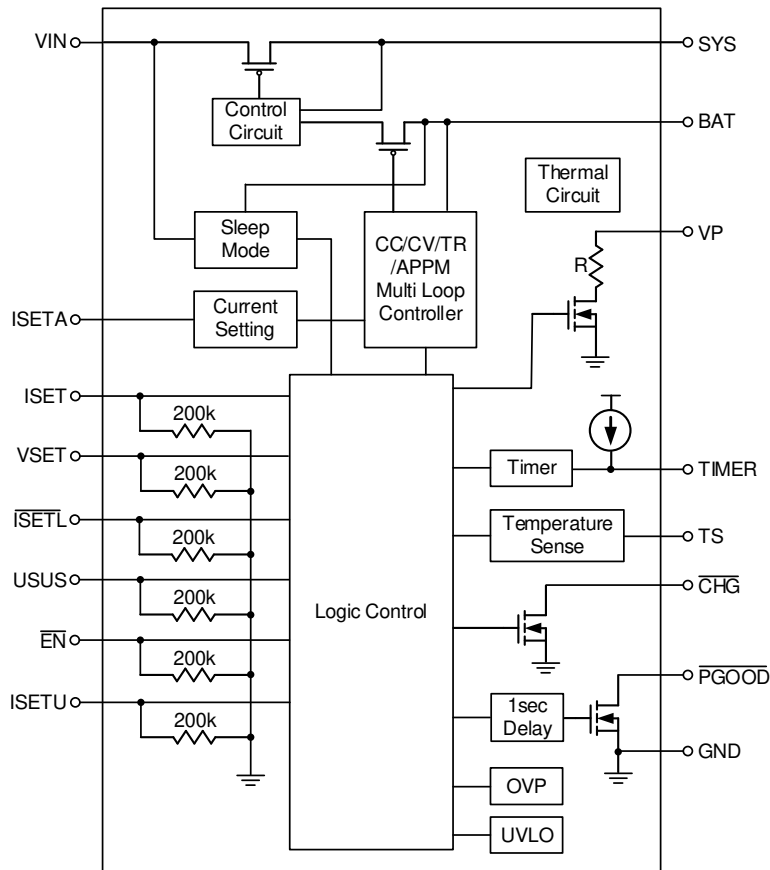 VIN
SYS
Control
Circuit
BAT
Thermal
Circuit
Sleep
Mode
CC/CV/TR
/APPM
Multi Loop
Controller
VP
R
ISETA
Current
Setting
ISET
200k
VSET
200k
Timer
TIMER
ISETL
200k
Temperature
Sense
TS
USUS
200k
CHG
Logic Control
EN
200k
PGOOD
ISETU
200k
1sec
Delay
GND
OVP
UVLO